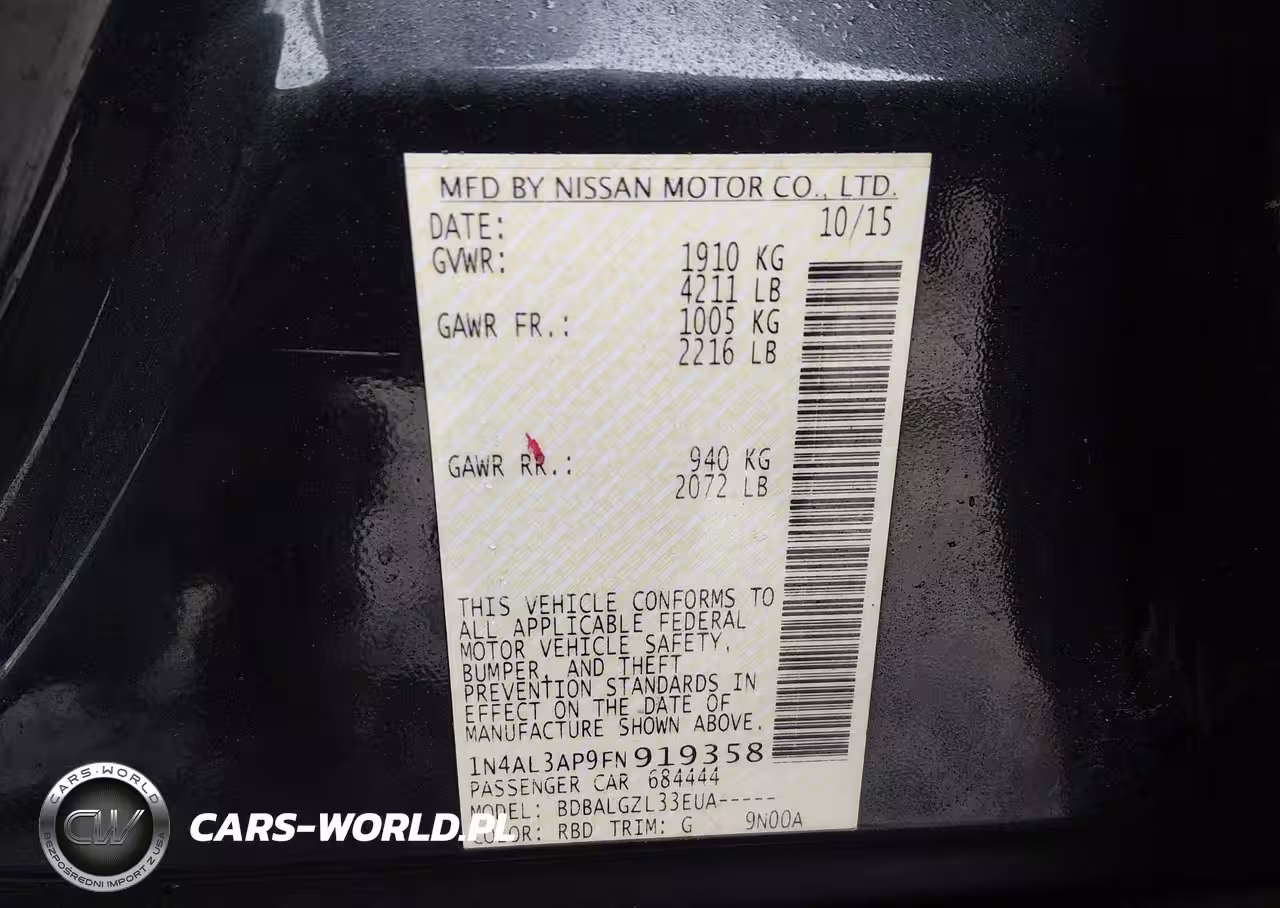 MFD BY NISSAN MOTOR CO., LTD.
DATE: 10/15
GVWR: 1910 KG
4211 LB
GAWR FR.: 1005 KG
2216 LB
GAWR RR.: 940 KG
2072 LB
THIS VEHICLE CONFORMS TO
ALL APPLICABLE FEDERAL
MOTOR VEHICLE SAFETY,
BUMPER, AND THEFT
PREVENTION STANDARDS IN
EFFECT ON THE DATE OF
MANUFACTURE SHOWN ABOVE.
1N4AL3AP9FN919358
PASSENGER CAR 684444
MODEL: BDBALGZL33EUA-----
COLOR: RBD TRIM: G 9N00A
CARS-WORLD
CW
BEZPOŚREDNI IMPORT Z USA
CARS-WORLD.PL